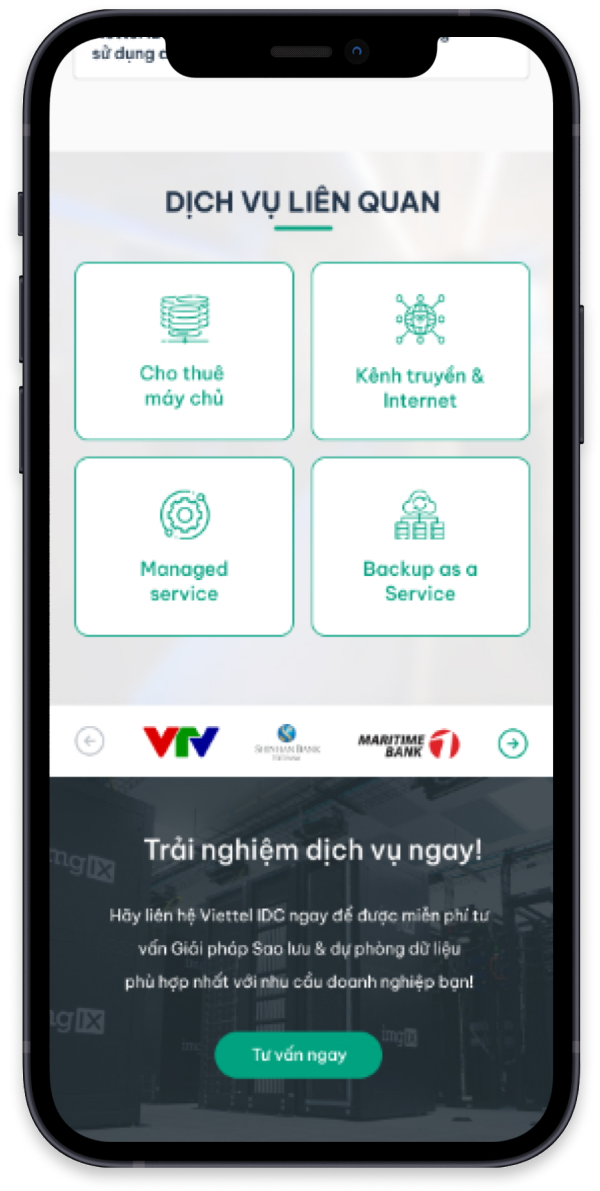 sử dụng
DỊCH VỤ LIÊN QUAN
Cho thuê
máy chủ
Kênh truyền &
Internet
Managed
service
Backup as a
Service
VTV
SHINHAN BANK
VIETNAM
MARITIME
BANK
Trải nghiệm dịch vụ ngay!
Hãy liên hệ Viettel IDC ngay để được miễn phí tư
vấn Giải pháp Sao lưu & dự phòng dữ liệu
phù hợp nhất với nhu cầu doanh nghiệp bạn!
imgIX
imgIX
imgIX
Tư vấn ngay